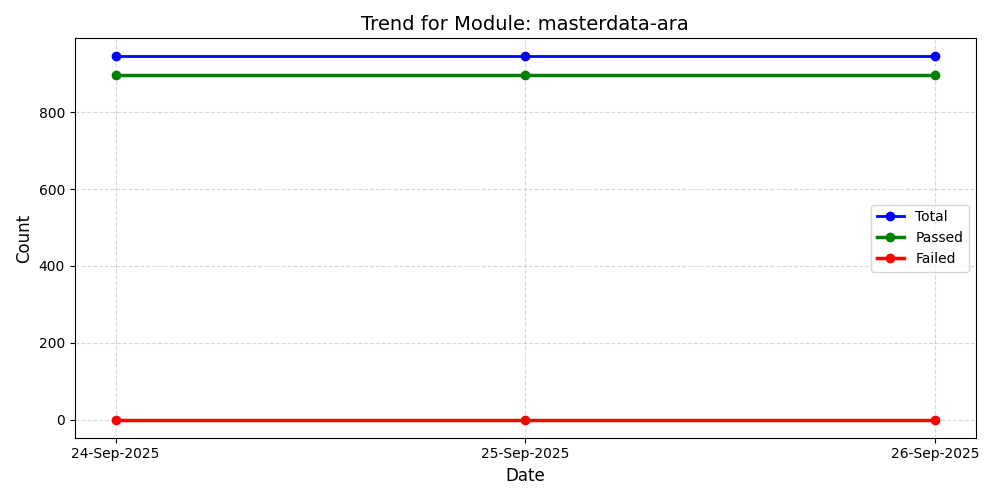 Trend for Module: masterdata-ara
Count
800
600
400
200
0
Total
Passed
Failed
24-Sep-2025
25-Sep-2025
26-Sep-2025
Date